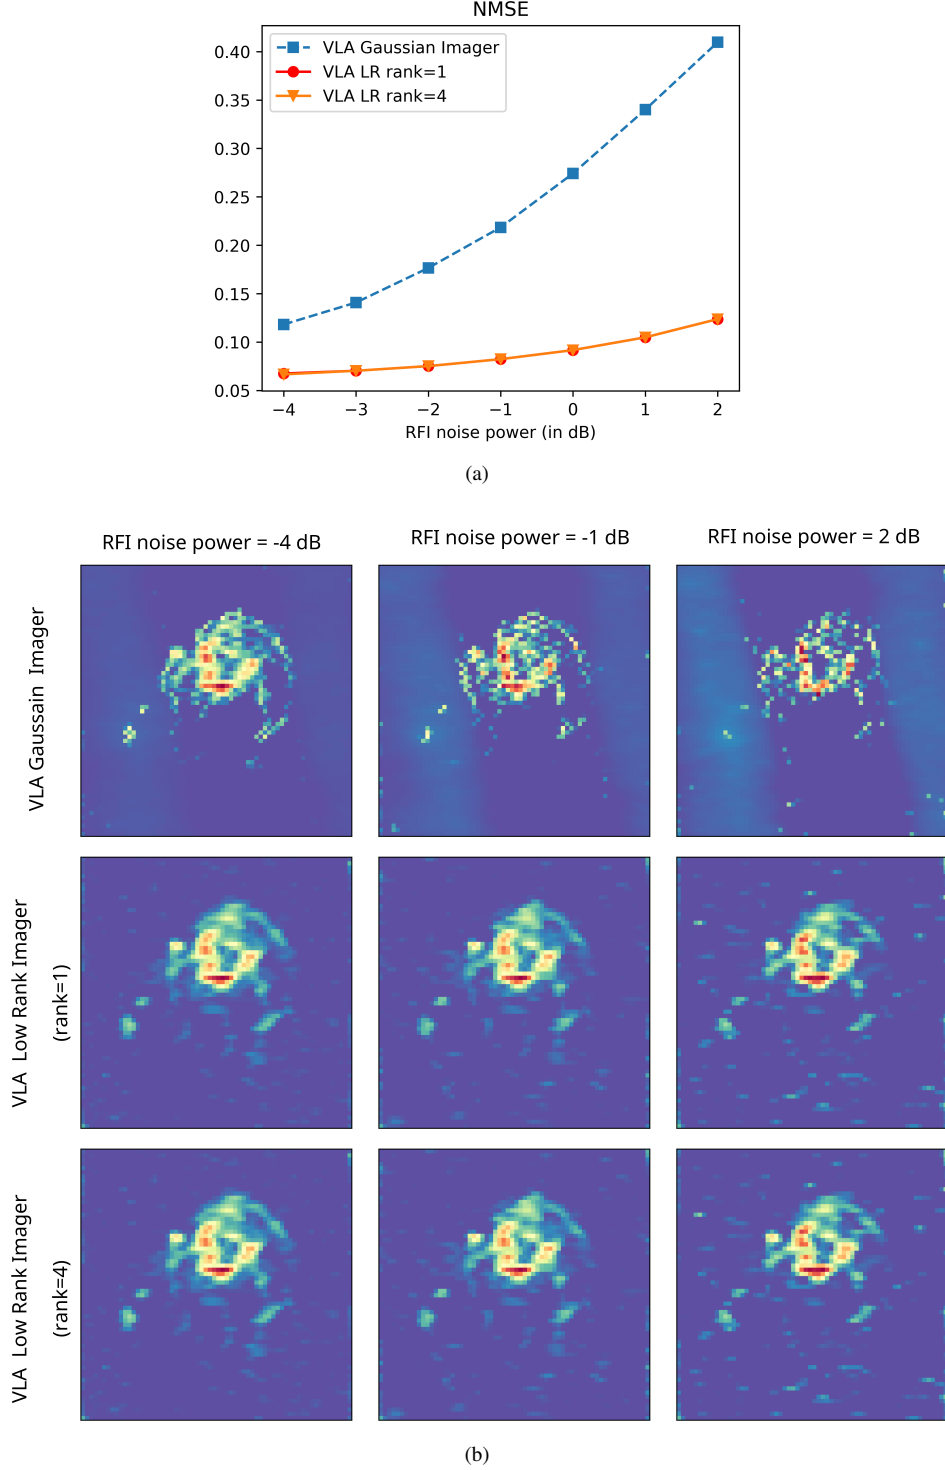 NMSE
0.40
0.35
0.30
0.25
0.20
0.15
0.10
0.05
VLA Gaussian Imager
VLA LR rank=1
VLA LR rank=4
−4 −3 −2 −1 0 1 2
RFI noise power (in dB)
(a)
RFI noise power = -4 dB
RFI noise power = -1 dB
RFI noise power = 2 dB
VLA Gaussain Imager
VLA Low Rank Imager
(rank=1)
VLA Low Rank Imager
(rank=4)
(b)